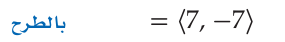 = ⟨7, −7⟩ بالطرح